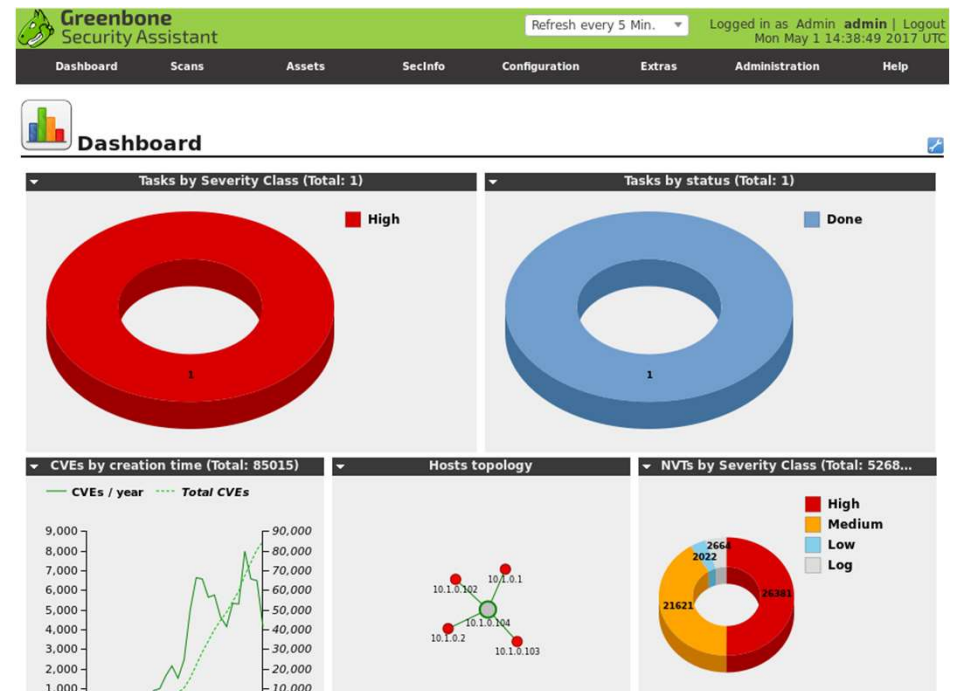 Greenbone
Security Assistant
Refresh every 5 Min.
Logged in as Admin admin | Logout
Mon May 1 14:38:49 2017 UTC
Dashboard Scans Assets SecInfo Configuration Extras Administration Help
Dashboard
Tasks by Severity Class (Total: 1)
High
1
Tasks by status (Total: 1)
Done
1
CVEs by creation time (Total: 85015)
CVEs / year Total CVEs
9,000 90,000
8,000 80,000
7,000 70,000
6,000 60,000
5,000 50,000
4,000 40,000
3,000 30,000
2,000 20,000
1,000 10,000
Hosts topology
10.1.0.1
10.1.0.102
10.1.0.104
10.1.0.2
10.1.0.103
NVTs by Severity Class (Total: 5268...
High
Medium
Low
Log
2664
2022
26381
21621